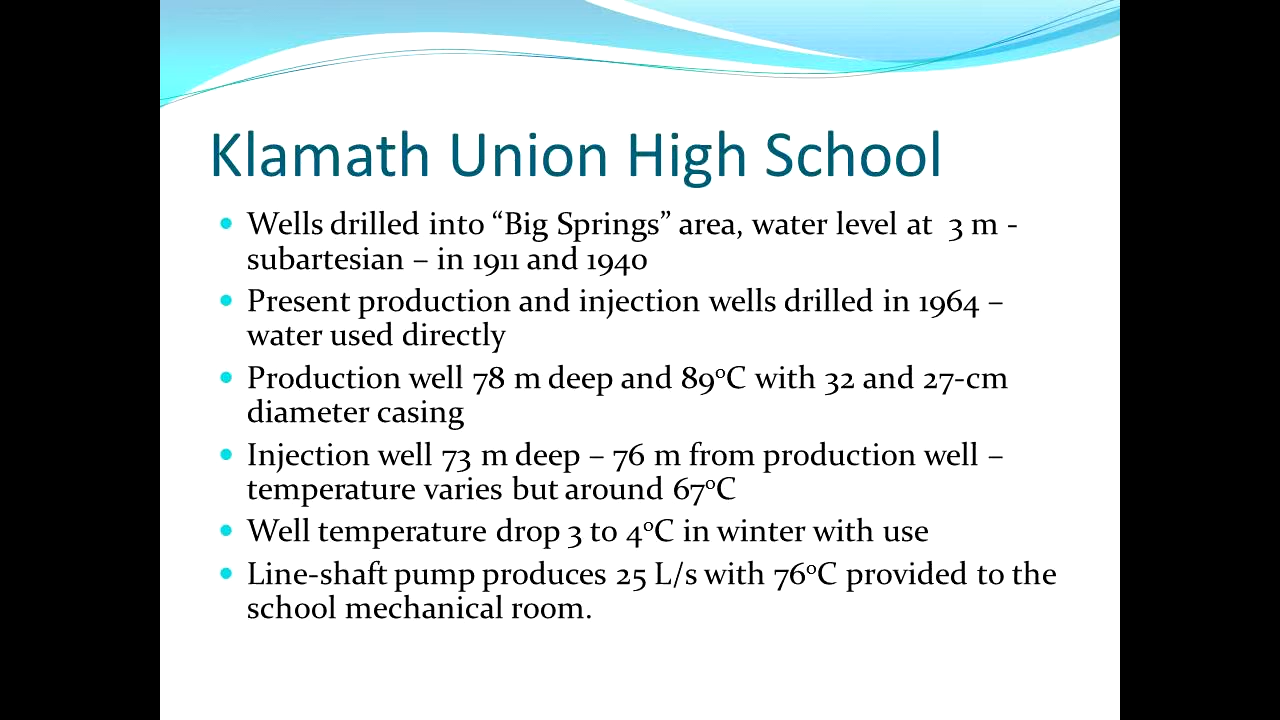 Klamath Union High School
• Wells drilled into “Big Springs” area, water level at 3 m -
subartesian – in 1911 and 1940
• Present production and injection wells drilled in 1964 –
water used directly
• Production well 78 m deep and 89°C with 32 and 27-cm
diameter casing
• Injection well 73 m deep – 76 m from production well –
temperature varies but around 67°C
• Well temperature drop 3 to 4°C in winter with use
• Line-shaft pump produces 25 L/s with 76°C provided to the
school mechanical room.